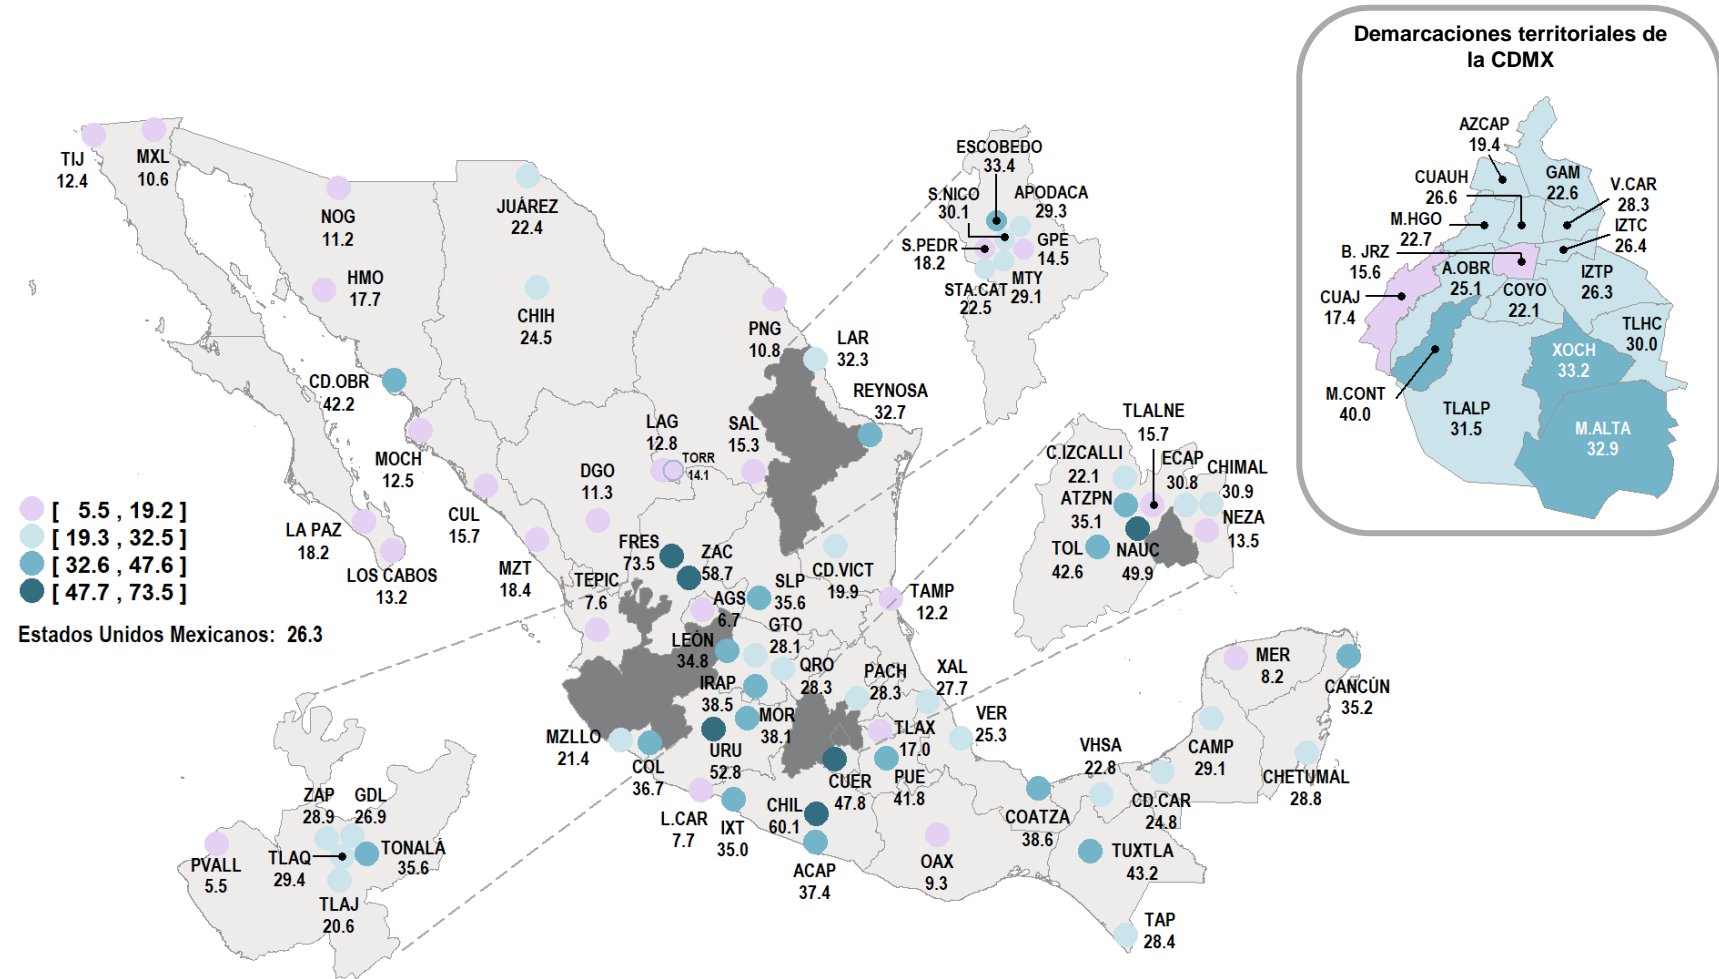 Demarcaciones territoriales de
la CDMX
AZCAP
19.4
CUAUH
26.6
GAM
22.6
V.CAR
28.3
M.HGO
22.7
IZTC
26.4
B. JRZ
15.6
A.OBR
25.1
COYO
22.1
IZTP
26.3
CUAJ
17.4
TLHC
30.0
XOCH
33.2
M.CONT
40.0
TLALP
31.5
M.ALTA
32.9
TIJ
12.4
MXL
10.6
NOG
11.2
HMO
17.7
JUÁREZ
22.4
CHIH
24.5
CD.OBR
42.2
MOCH
12.5
PNG
10.8
LAR
32.3
REYNOSA
32.7
LAG
12.8
TORR
14.1
SAL
15.3
DGO
11.3
CUL
15.7
LA PAZ
18.2
LOS CABOS
13.2
MZT
18.4
FRES
73.5
ZAC
58.7
TEPIC
7.6
AGS
6.7
SLP
35.6
CD.VICT
19.9
TAMP
12.2
LEÓN
34.8
GTO
28.1
QRO
28.3
PACH
28.3
XAL
27.7
IRAP
38.5
MOR
38.1
URU
52.8
MZLLO
21.4
COL
36.7
TLAX
17.0
VER
25.3
CUER
47.8
PUE
41.8
L.CAR
7.7
IXT
35.0
CHIL
60.1
ACAP
37.4
OAX
9.3
COATZA
38.6
VHSA
22.8
CD.CAR
24.8
TUXTLA
43.2
TAP
28.4
MER
8.2
CANCÚN
35.2
CAMP
29.1
CHETUMAL
28.8
ESCOBEDO
33.4
S.NICO
30.1
APODACA
29.3
S.PEDR
18.2
GPE
14.5
STA.CAT
22.5
MTY
29.1
TLALNE
15.7
C.IZCALLI
22.1
ECAP
30.8
CHIMAL
30.9
ATZPN
35.1
NEZA
13.5
TOL
42.6
NAUC
49.9
ZAP
28.9
GDL
26.9
PVALL
5.5
TLAQ
29.4
TONALÁ
35.6
TLAJ
20.6
[ 5.5 , 19.2 ]
[ 19.3 , 32.5 ]
[ 32.6 , 47.6 ]
[ 47.7 , 73.5 ]
Estados Unidos Mexicanos: 26.3